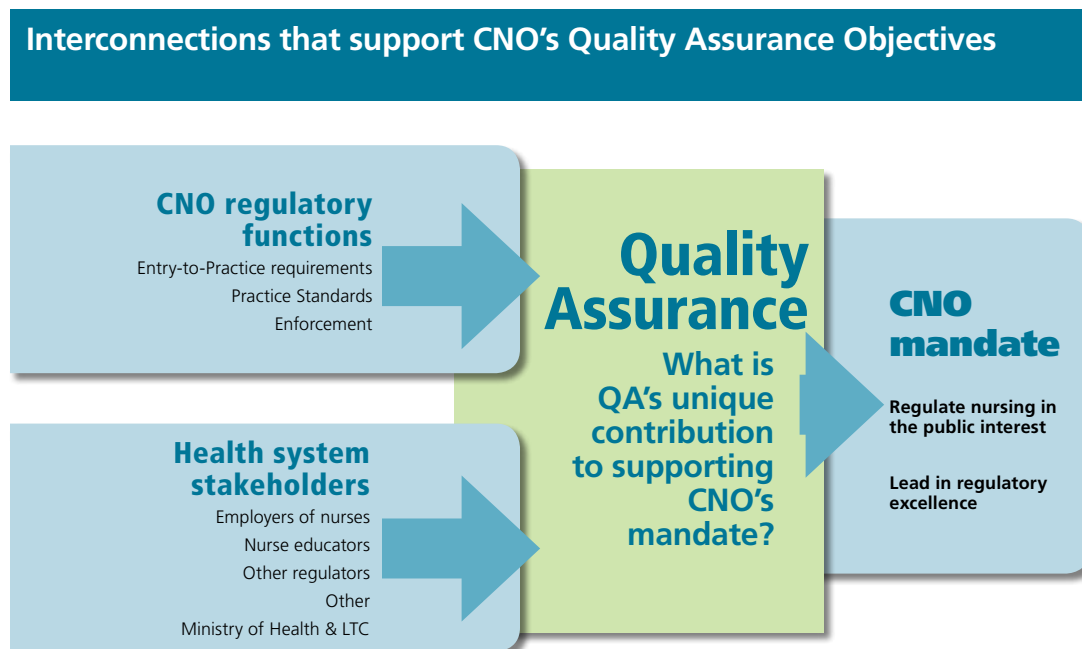 Interconnections that support CNO's Quality Assurance Objectives
CNO regulatory
functions
Entry-to-Practice requirements
Practice Standards
Enforcement
Health system
stakeholders
Employers of nurses
Nurse educators
Other regulators
Other
Ministry of Health & LTC
Quality
Assurance
What is
QA's unique
contribution
to supporting
CNO's
mandate?
CNO
mandate
Regulate nursing in
the public interest
Lead in regulatory
excellence